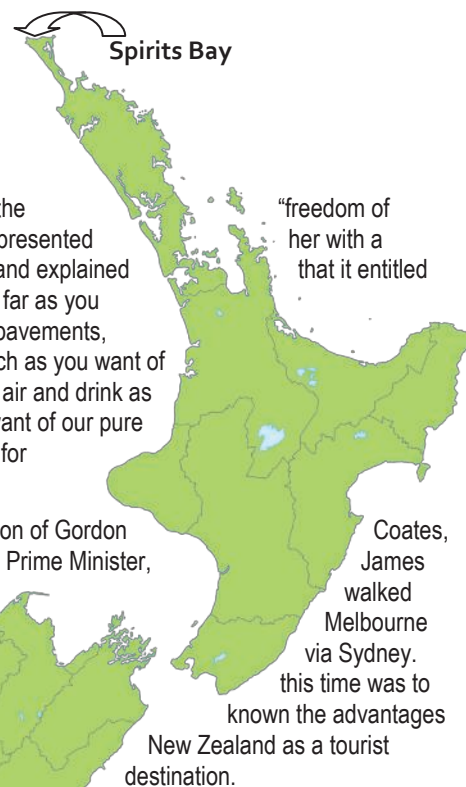 Spirits Bay
the “freedom of
presented her with a
and explained that it entitled
far as you
pavements,
ch as you want of
air and drink as
want of our pure
for
on of Gordon Coates,
Prime Minister, James
walked
Melbourne
via Sydney.
this time was to
known the advantages
New Zealand as a tourist
destination.